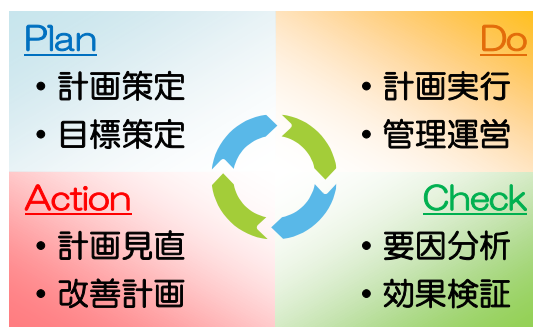 Plan
・計画策定
・目標策定
Do
・計画実行
・管理運営
Action
・計画見直
・改善計画
Check
・要因分析
・効果検証